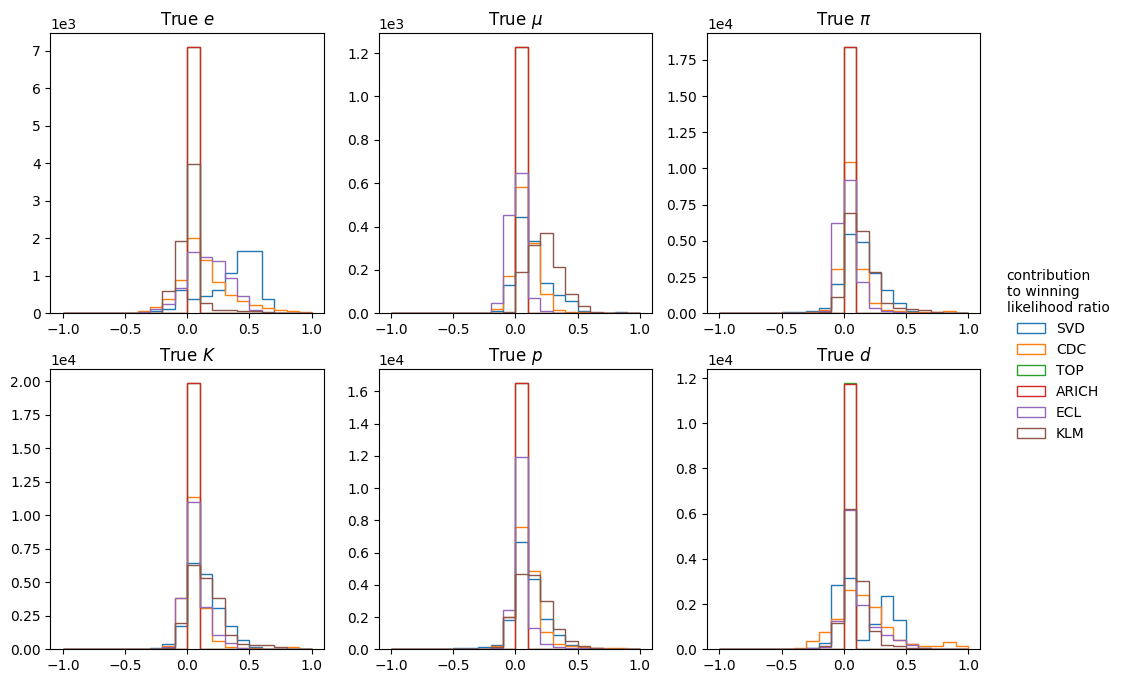 True e
1e3
7
6
5
4
3
2
1
0
−1.0 −0.5 0.0 0.5 1.0
True μ
1e3
1.2
1.0
0.8
0.6
0.4
0.2
0.0
−1.0 −0.5 0.0 0.5 1.0
True π
1e4
1.75
1.50
1.25
1.00
0.75
0.50
0.25
0.00
−1.0 −0.5 0.0 0.5 1.0
True K
1e4
2.00
1.75
1.50
1.25
1.00
0.75
0.50
0.25
0.00
−1.0 −0.5 0.0 0.5 1.0
True p
1e4
1.6
1.4
1.2
1.0
0.8
0.6
0.4
0.2
0.0
−1.0 −0.5 0.0 0.5 1.0
True d
1e4
1.2
1.0
0.8
0.6
0.4
0.2
0.0
−1.0 −0.5 0.0 0.5 1.0
contribution
to winning
likelihood ratio
SVD
CDC
TOP
ARICH
ECL
KLM